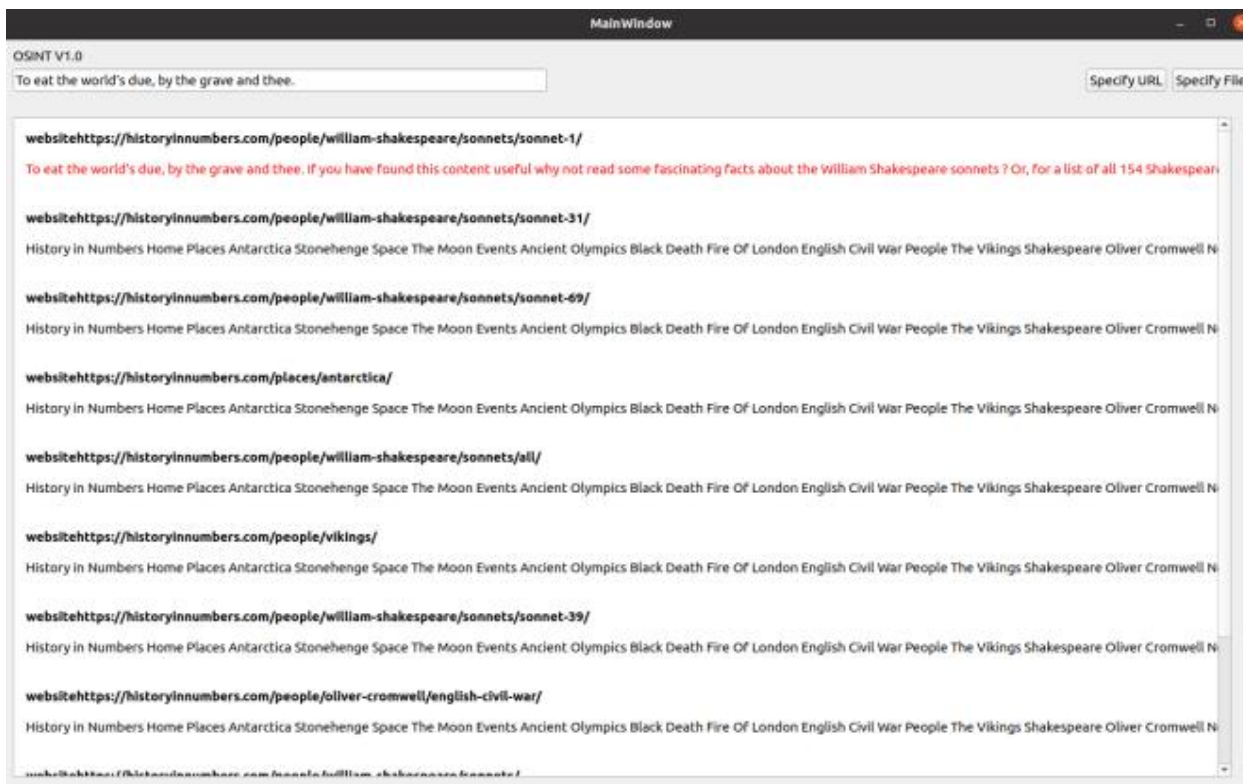 MainWindow
OSINT V1.0
To eat the world's due, by the grave and thee.
Specify URL Specify File
websitehttps://historyinnumbers.com/people/william-shakespeare/sonnets/sonnet-1/
To eat the world's due, by the grave and thee. If you have found this content useful why not read some fascinating facts about the William Shakespeare sonnets ? Or, for a list of all 154 Shakespear
websitehttps://historyinnumbers.com/people/william-shakespeare/sonnets/sonnet-31/
History in Numbers Home Places Antarctica Stonehenge Space The Moon Events Ancient Olympics Black Death Fire Of London English Civil War People The Vikings Shakespeare Oliver Cromwell N
websitehttps://historyinnumbers.com/people/william-shakespeare/sonnets/sonnet-69/
History in Numbers Home Places Antarctica Stonehenge Space The Moon Events Ancient Olympics Black Death Fire Of London English Civil War People The Vikings Shakespeare Oliver Cromwell N
websitehttps://historyinnumbers.com/places/antarctica/
History in Numbers Home Places Antarctica Stonehenge Space The Moon Events Ancient Olympics Black Death Fire Of London English Civil War People The Vikings Shakespeare Oliver Cromwell N
websitehttps://historyinnumbers.com/people/william-shakespeare/sonnets/all/
History in Numbers Home Places Antarctica Stonehenge Space The Moon Events Ancient Olympics Black Death Fire Of London English Civil War People The Vikings Shakespeare Oliver Cromwell N
websitehttps://historyinnumbers.com/people/vikings/
History in Numbers Home Places Antarctica Stonehenge Space The Moon Events Ancient Olympics Black Death Fire Of London English Civil War People The Vikings Shakespeare Oliver Cromwell N
websitehttps://historyinnumbers.com/people/william-shakespeare/sonnets/sonnet-39/
History in Numbers Home Places Antarctica Stonehenge Space The Moon Events Ancient Olympics Black Death Fire Of London English Civil War People The Vikings Shakespeare Oliver Cromwell N
websitehttps://historyinnumbers.com/people/oliver-cromwell/english-civil-war/
History in Numbers Home Places Antarctica Stonehenge Space The Moon Events Ancient Olympics Black Death Fire Of London English Civil War People The Vikings Shakespeare Oliver Cromwell N
websitehttps://historyinnumbers.com/people/william-shakespeare/sonnets/